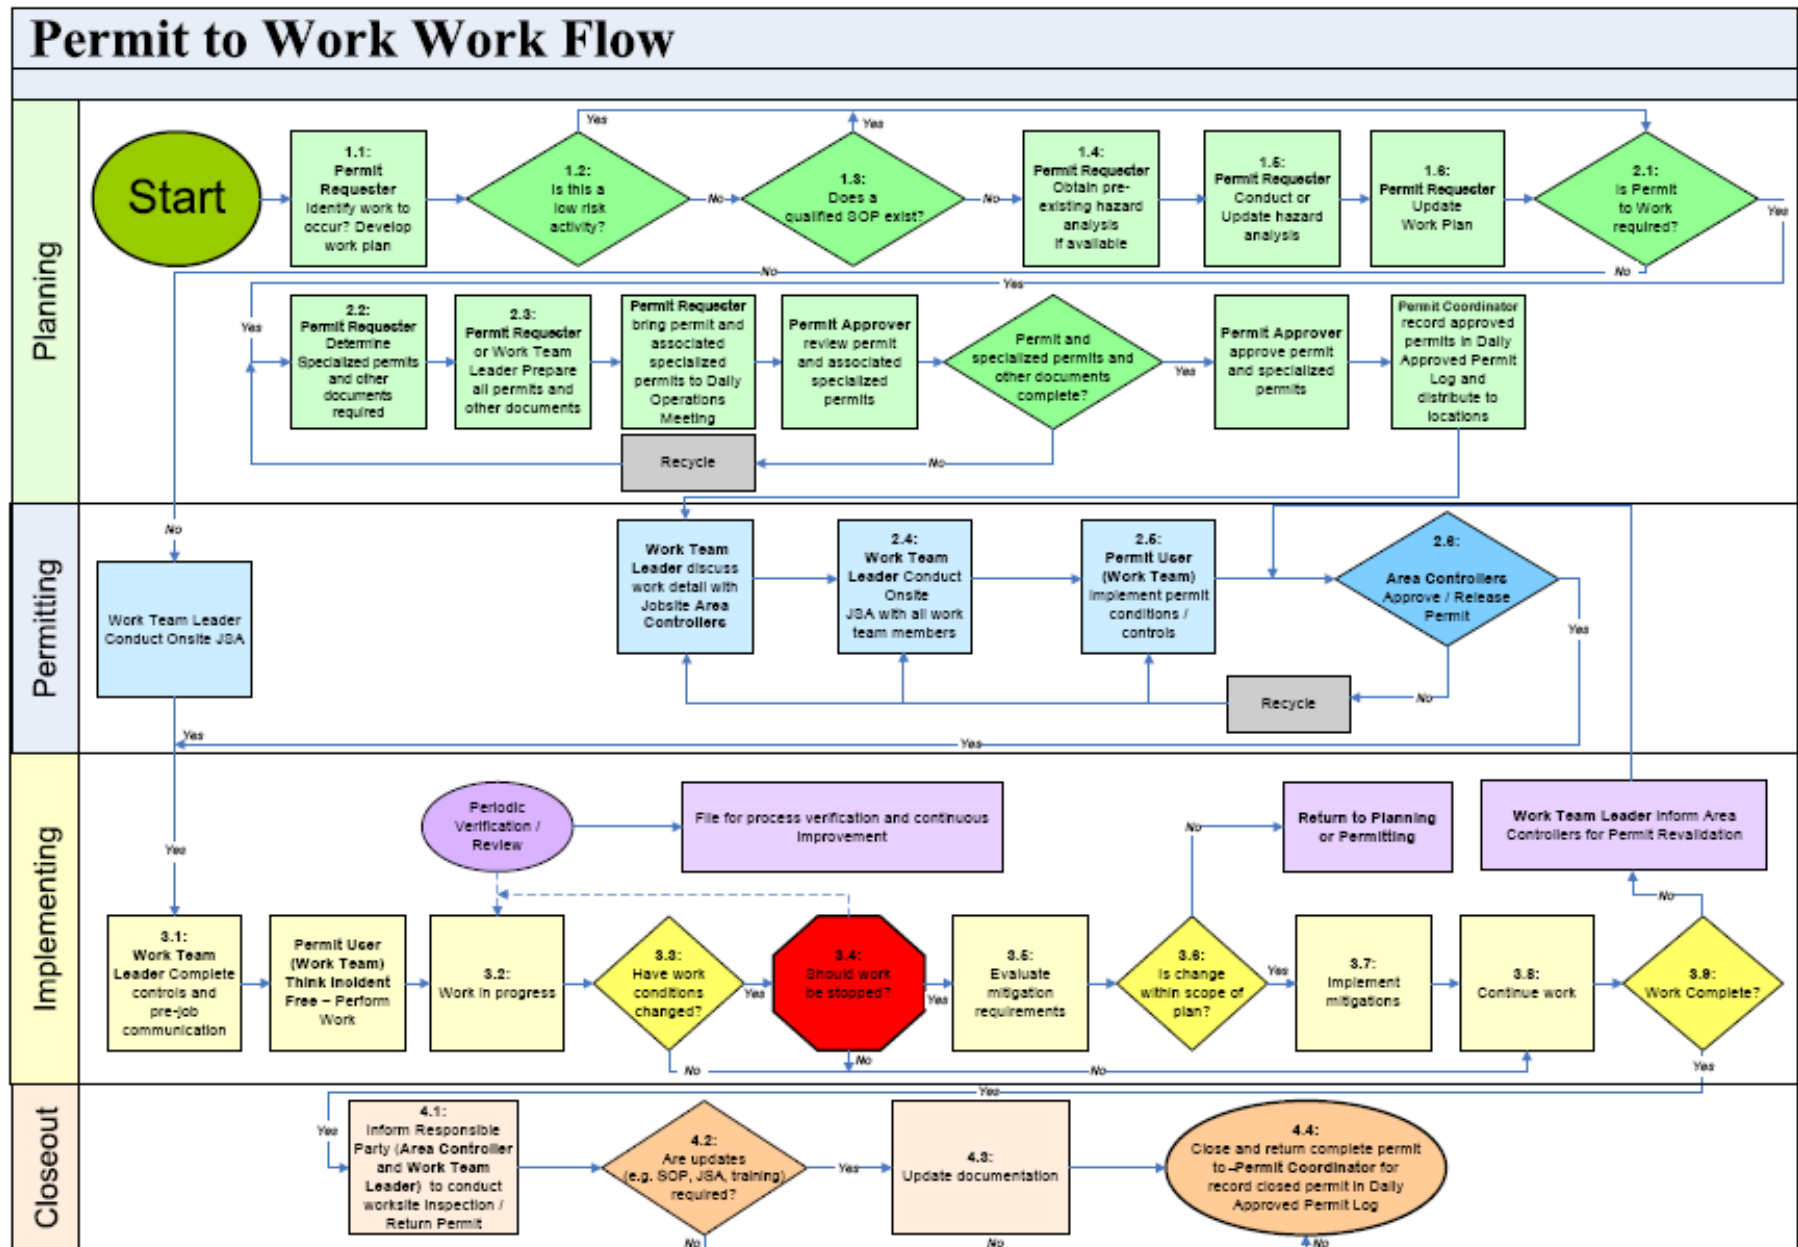 Permit to Work Work Flow
Planning
Start
1.1:
Permit
Requester
Identify work to
occur? Develop
work plan
1.2:
Is this a
low risk
activity?
Yes
No
1.3:
Does a
qualified SOP exist?
Yes
No
1.4:
Permit Requester
Obtain pre-
existing hazard
analysis
if available
1.5:
Permit Requester
Conduct or
Update hazard
analysis
1.6:
Permit Requester
Update
Work Plan
2.1:
Is Permit
to Work
required?
Yes
No
No
Yes
Yes
2.2:
Permit Requester
Determine
Specialized permits
and other
documents
required
2.3:
Permit Requester
or Work Team
Leader Prepare
all permits and
other documents
Permit Requester
bring permit and
associated
specialized
permits to Daily
Operations
Meeting
Permit Approver
review permit
and associated
specialized
permits
Permit and
specialized permits and
other documents
complete?
Yes
Permit Approver
approve permit
and specialized
permits
Permit Coordinator
record approved
permits in Daily
Approved Permit
Log and
distribute to
locations
Recycle
No
Permitting
No
Work Team Leader
Conduct Onsite JSA
Work Team
Leader discuss
work detail with
Jobsite Area
Controllers
2.4:
Work Team
Leader Conduct
Onsite
JSA with all work
team members
2.5:
Permit User
(Work Team)
Implement permit
conditions /
controls
2.6:
Area Controllers
Approve / Release
Permit
Yes
Recycle
No
Yes
Yes
Implementing
Periodic
Verification /
Review
File for process verification and continuous
improvement
No
Return to Planning
or Permitting
Work Team Leader Inform Area
Controllers for Permit Revalidation
Yes
No
3.1:
Work Team
Leader Complete
controls and
pre-job
communication
Permit User
(Work Team)
Think Incident
Free – Perform
Work
3.2:
Work in progress
3.3:
Have work
conditions
changed?
Yes
3.4:
Should work
be stopped?
Yes
3.5:
Evaluate
mitigation
requirements
3.6:
Is change
within scope of
plan?
Yes
3.7:
Implement
mitigations
3.8:
Continue work
3.9:
Work Complete?
No
No
No
Yes
Closeout
Yes
Yes
4.1:
Inform Responsible
Party (Area Controller
and Work Team
Leader) to conduct
worksite Inspection /
Return Permit
4.2:
Are updates
(e.g. SOP, JSA, training)
required?
Yes
4.3:
Update documentation
4.4:
Close and return complete permit
to –Permit Coordinator for
record closed permit in Daily
Approved Permit Log
No
No
No